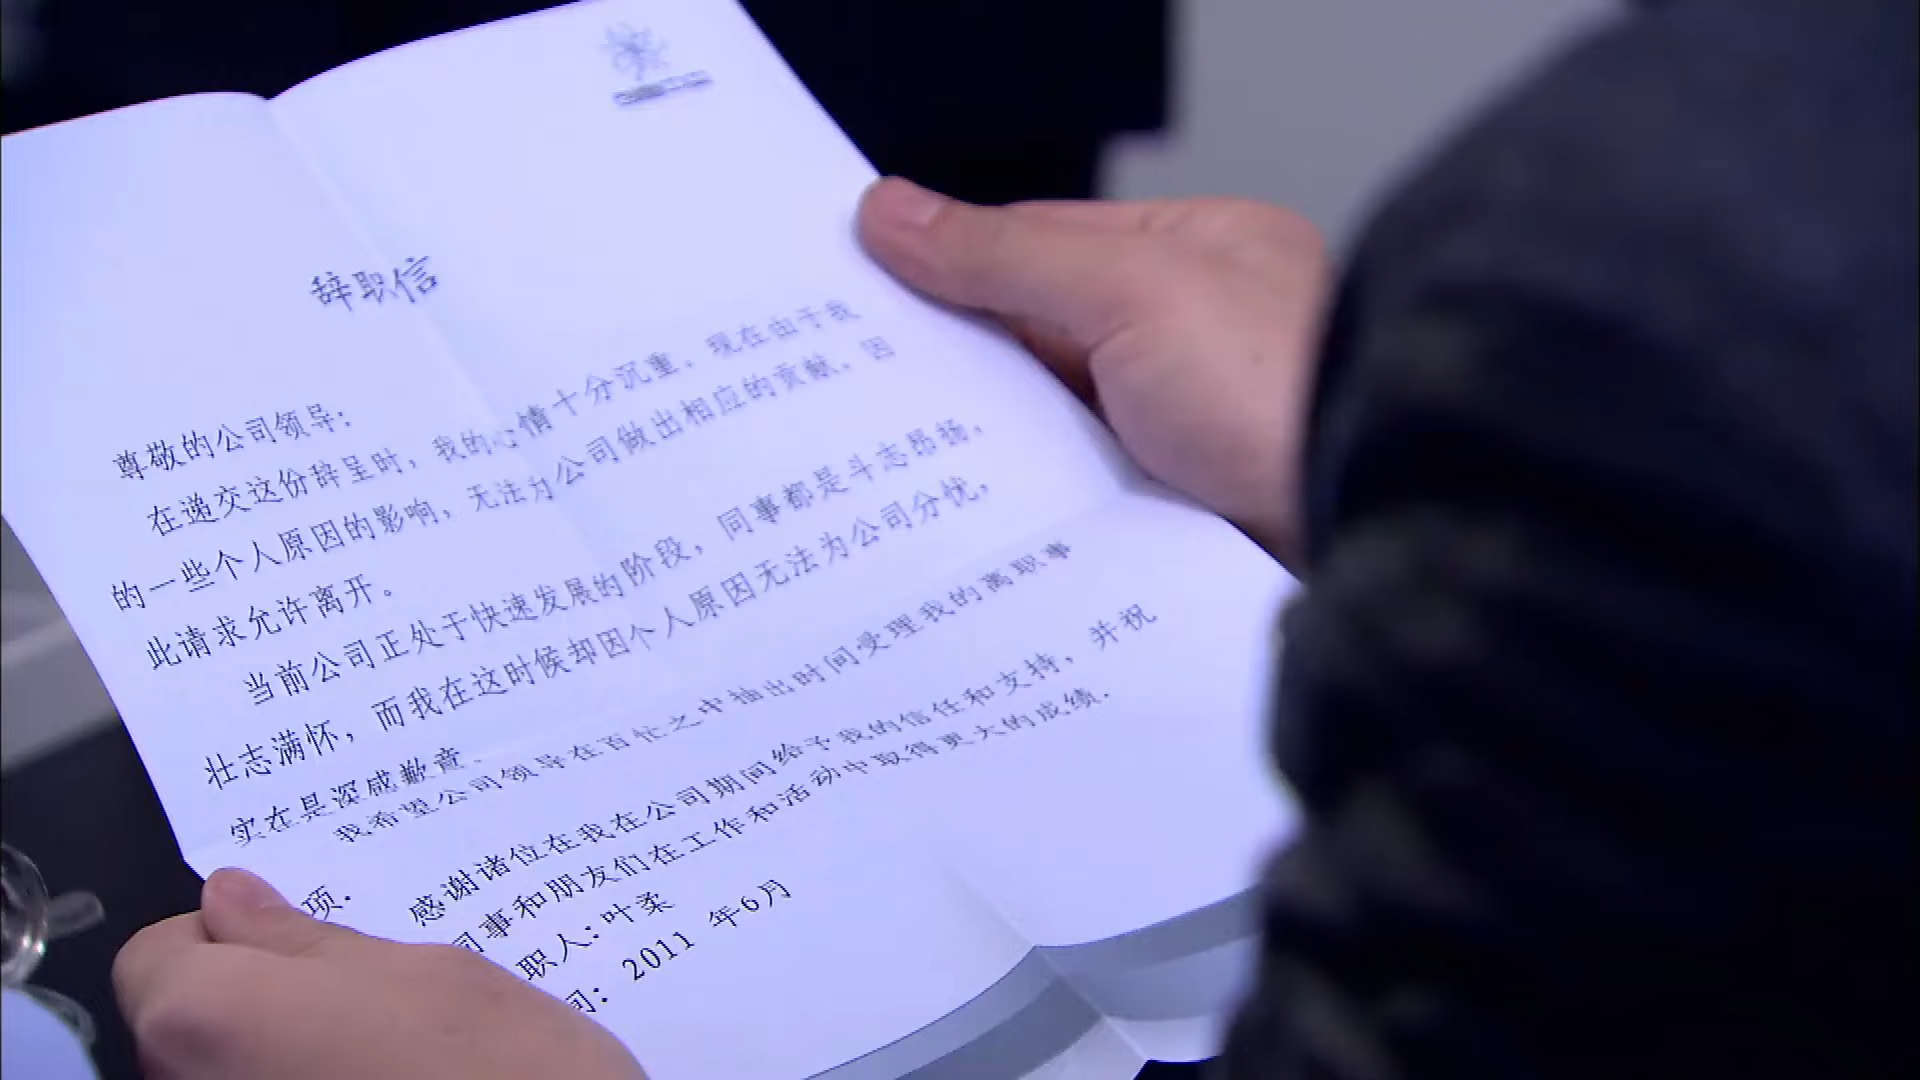 辞职信
尊敬的公司领导:
在递交这份辞呈时，我的心情十分沉重。现在由于我
的一些个人原因的影响，无法为公司做出相应的贡献。因
此请求允许离开。
当前公司正处于快速发展的阶段，同事都是斗志昂扬，
壮志满怀，而我在这时候却因个人原因无法为公司分忧，
实在是深感歉意。
我希望公司领导在百忙之中抽出时间受理我的离职事
项.
感谢诸位在我在公司期间给予我的信任和支持，并祝
同事和朋友们在工作和活动中取得更大的成绩.
职人:叶柔
间: 2011 年6月